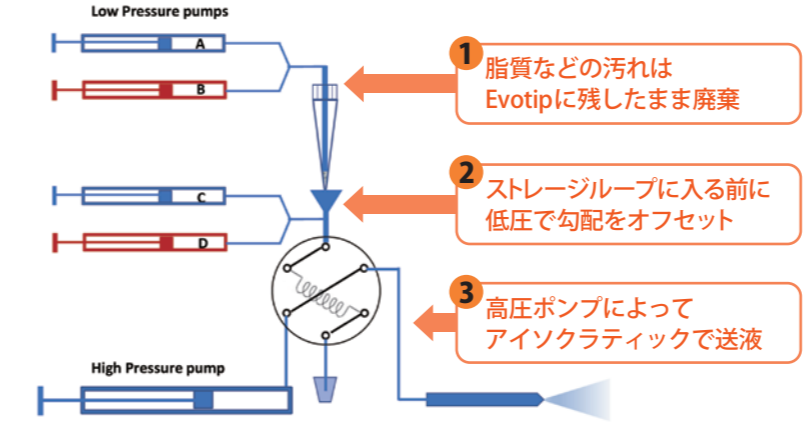 Low Pressure pumps
A
B
1
脂質などの汚れは
Evotipに残したまま廃棄
C
D
2
ストレージループに入る前に
低圧で勾配をオフセット
3
高圧ポンプによって
アイソクラティックで送液
High Pressure pump